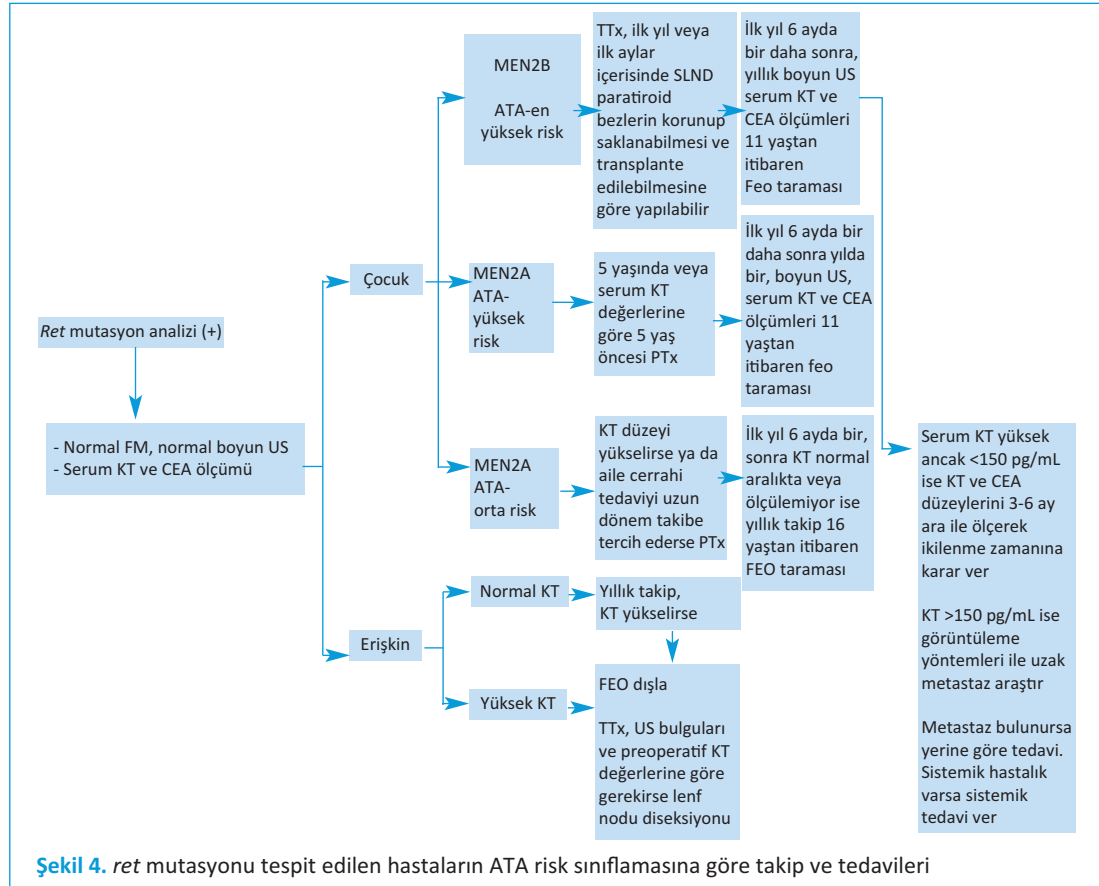 Ret mutasyon analizi (+)
- Normal FM, normal boyun US
- Serum KT ve CEA ölçümü
Çocuk
MEN2B
ATA-en
yüksek risk
TTx, ilk yıl veya
ilk aylar
içerisinde SLND
paratiroid
bezlerin korunup
saklanabilmesi ve
transplante
edilebilmesine
göre yapılabilir
İlk yıl 6 ayda
bir daha sonra,
yıllık boyun US
serum KT ve
CEA ölçümleri
11 yaştan
itibaren
Feo taraması
MEN2A
ATA-
yüksek
risk
5 yaşında veya
serum KT
değerlerine
göre 5 yaş
öncesi PTx
İlk yıl 6 ayda bir
daha sonra yılda
bir, boyun US,
serum KT ve CEA
ölçümleri 11
yaştan
itibaren feo
taraması
MEN2A
ATA-
orta risk
KT düzeyi
yükselirse ya da
aile cerrahi
tedaviyi uzun
dönem takibe
tercih ederse PTx
İlk yıl 6 ayda bir,
sonra KT normal
aralıkta veya
ölçülemiyor ise
yıllık takip 16
yaştan itibaren
FEO taraması
Erişkin
Normal KT
Yıllık takip,
KT yükselirse
Yüksek KT
FEO dışla
TTx, US bulguları
ve preoperatif KT
değerlerine göre
gerekirse lenf
nodu diseksiyonu
Serum KT yüksek
ancak <150 pg/mL
ise KT ve CEA
düzeylerini 3-6 ay
ara ile ölçerek
ikilenme zamanına
karar ver
KT >150 pg/mL ise
görüntüleme
yöntemleri ile uzak
metastaz araştır
Metastaz bulunursa
yerine göre tedavi.
Sistemik hastalık
varsa sistemik
tedavi ver
Şekil 4. ret mutasyonu tespit edilen hastaların ATA risk sınıflamasına göre takip ve tedavileri